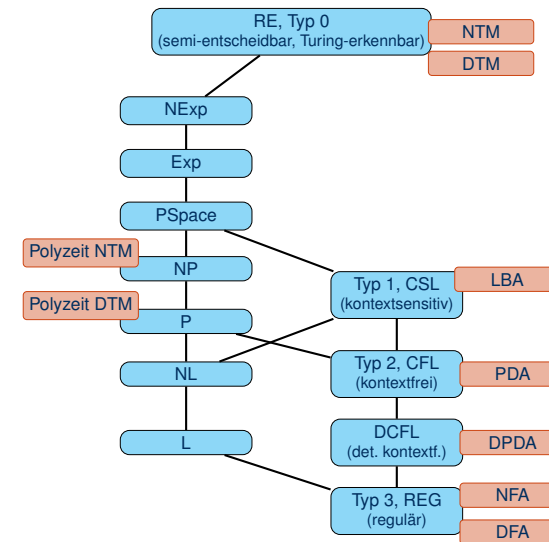 RE, Typ 0
(semi-entscheidbar, Turing-erkennbar)
NTM
DTM
NExp
Exp
PSpace
Polyzeit NTM
NP
Typ 1, CSL
(kontextsensitiv)
LBA
Polyzeit DTM
P
NL
Typ 2, CFL
(kontextfrei)
PDA
L
DCFL
(det. kontextf.)
DPDA
Typ 3, REG
(regulär)
NFA
DFA